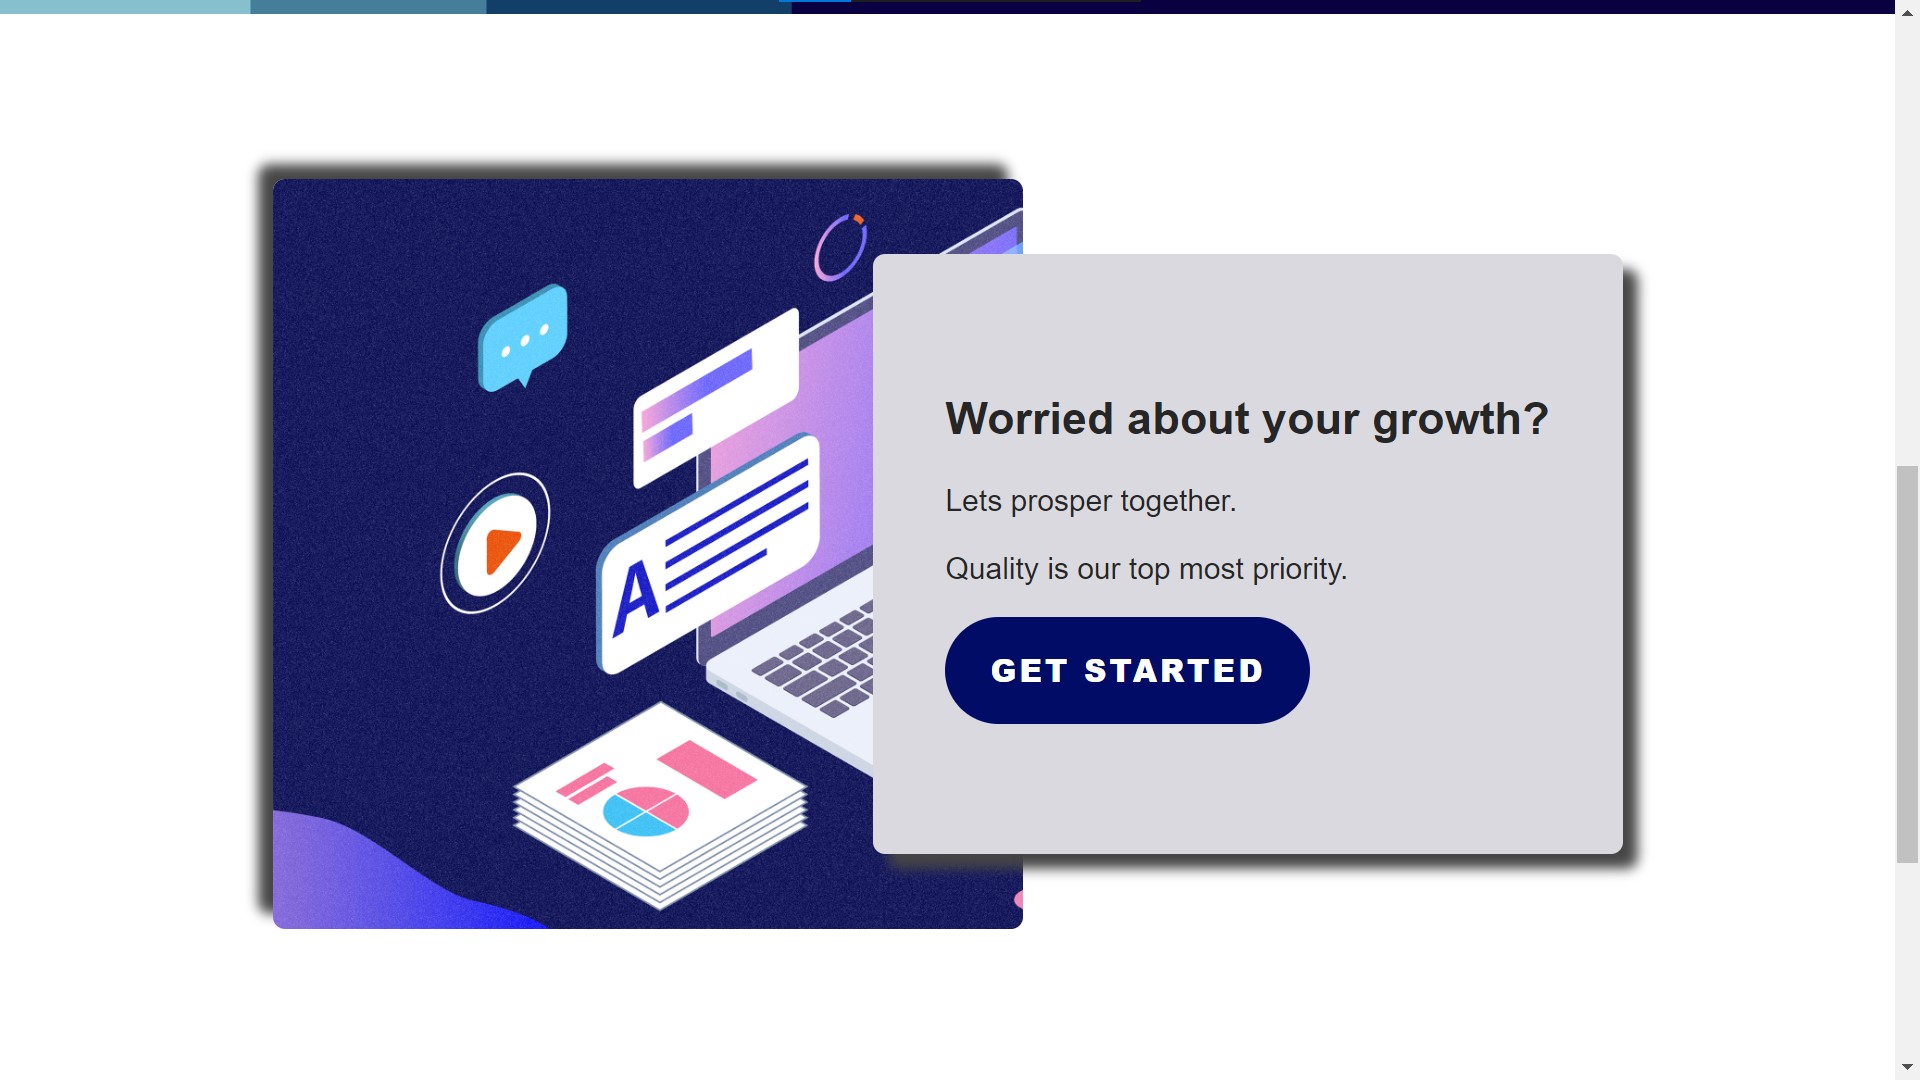 A
Worried about your growth?
Lets prosper together.
Quality is our top most priority.
GET STARTED